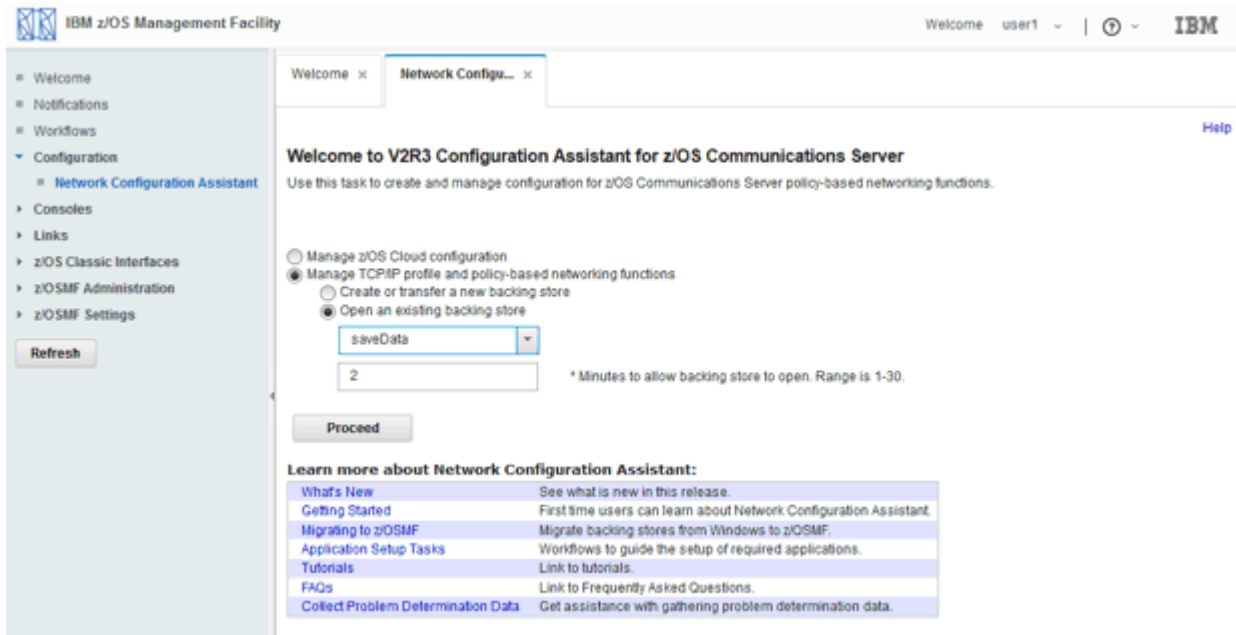 IBM z/OS Management Facility
Welcome user1
IBM
Welcome
Notifications
Workflows
Configuration
Network Configuration Assistant
Consoles
Links
z/OS Classic Interfaces
z/OSMF Administration
z/OSMF Settings
Refresh
Welcome
Network Configu...
Help
Welcome to V2R3 Configuration Assistant for z/OS Communications Server
Use this task to create and manage configuration for z/OS Communications Server policy-based networking functions.
Manage z/OS Cloud configuration
Manage TCP/IP profile and policy-based networking functions
Create or transfer a new backing store
Open an existing backing store
saveData
2 * Minutes to allow backing store to open. Range is 1-30.
Proceed
Learn more about Network Configuration Assistant:
What's New See what is new in this release.
Getting Started First time users can learn about Network Configuration Assistant.
Migrating to z/OSMF Migrate backing stores from Windows to z/OSMF.
Application Setup Tasks Workflows to guide the setup of required applications.
Tutorials Link to tutorials.
FAQs Link to Frequently Asked Questions.
Collect Problem Determination Data Get assistance with gathering problem determination data.